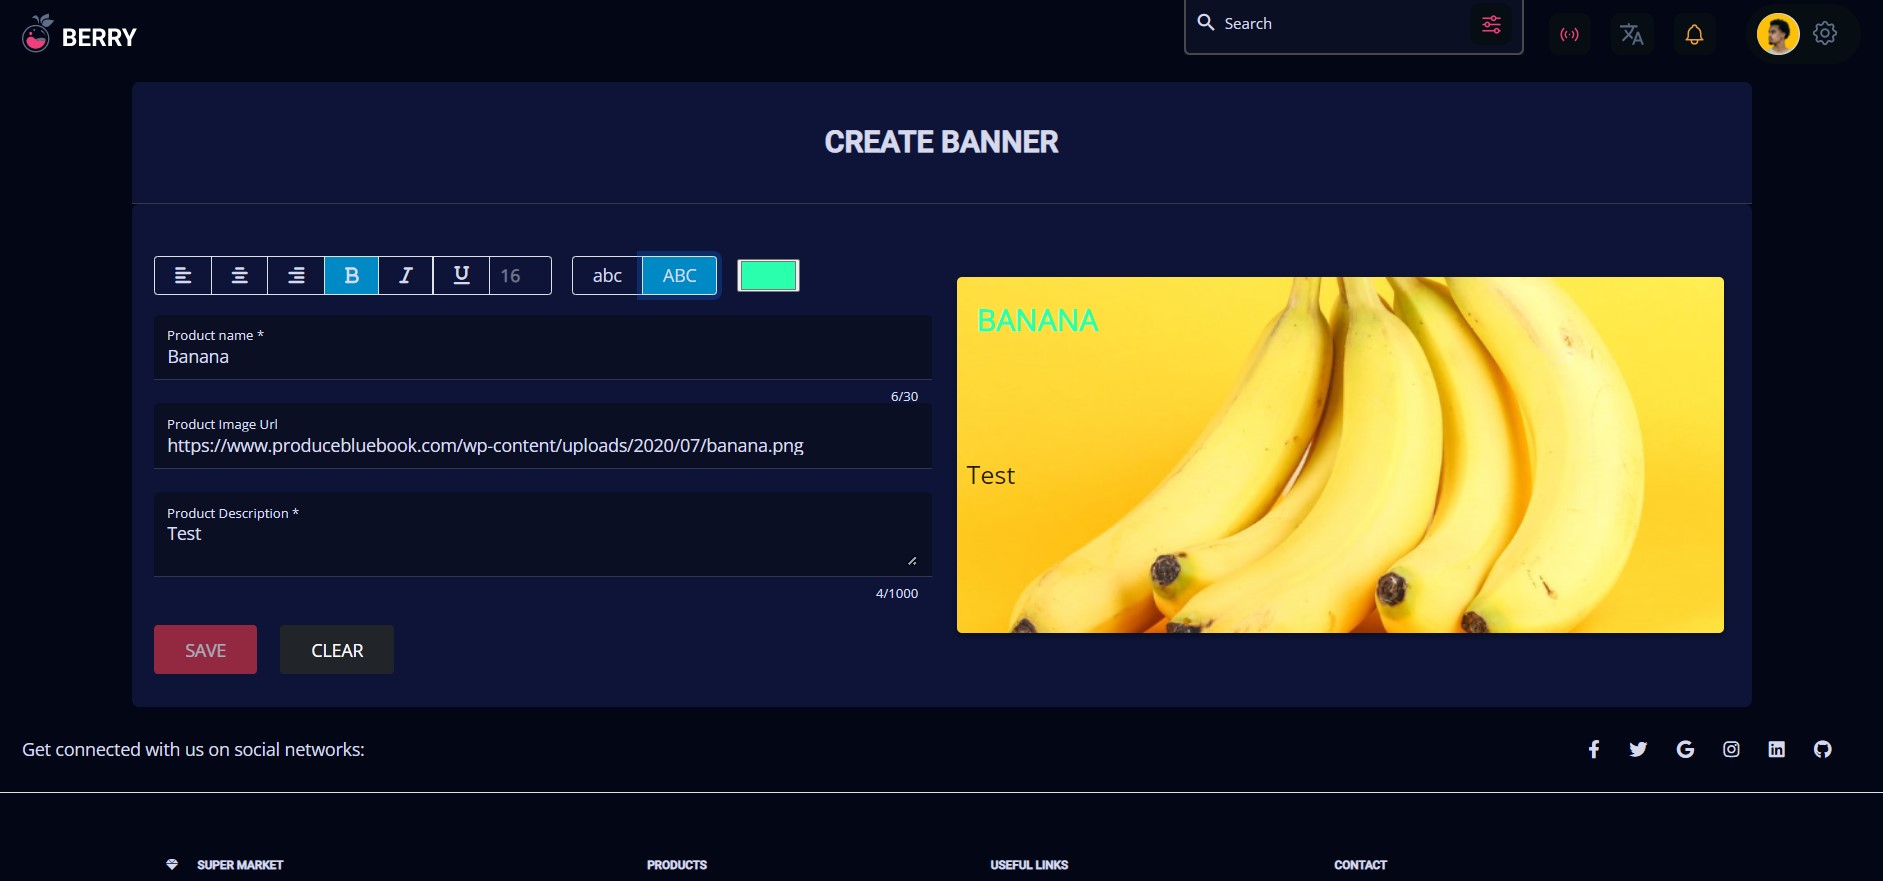 BERRY
Search
CREATE BANNER
B I U 16 abc ABC
Product name *
Banana
6/30
Product Image Url
https://www.producebluebook.com/wp-content/uploads/2020/07/banana.png
Product Description *
Test
4/1000
SAVE CLEAR
BANANA
Test
Get connected with us on social networks:
SUPER MARKET PRODUCTS USEFUL LINKS CONTACT